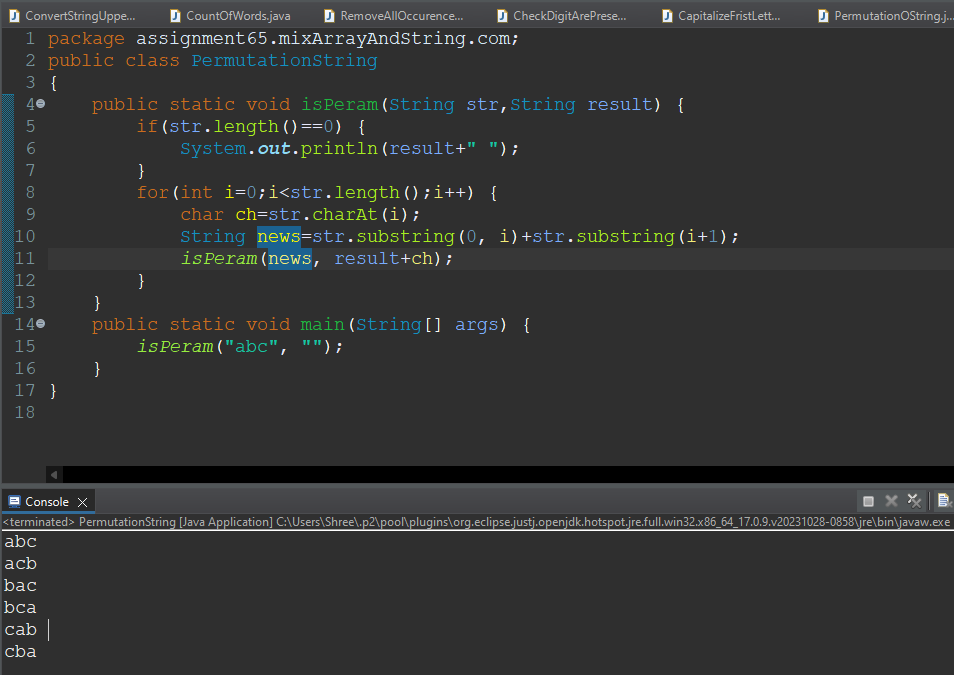 ConvertStringUppe... CountOfWords.java RemoveAllOccurence... CheckDigitArePrese... CapitalizeFristLett... PermutationOString.j...
1 package assignment65.mixArrayAndString.com;
2 public class PermutationString
3 {
4 public static void isPeram(String str,String result) {
5 if(str.length()==0) {
6 System.out.println(result+" ");
7 }
8 for(int i=0;i<str.length();i++) {
9 char ch=str.charAt(i);
10 String news=str.substring(0, i)+str.substring(i+1);
11 isPeram(news, result+ch);
12 }
13 }
14 public static void main(String[] args) {
15 isPeram("abc", "");
16 }
17 }
18
Console
<terminated> PermutationString [Java Application] C:\Users\Shree\.p2\pool\plugins\org.eclipse.justj.openjdk.hotspot.jre.full.win32.x86_64_17.0.9.v20231028-0858\jre\bin\javaw.exe
abc
acb
bac
bca
cab
cba